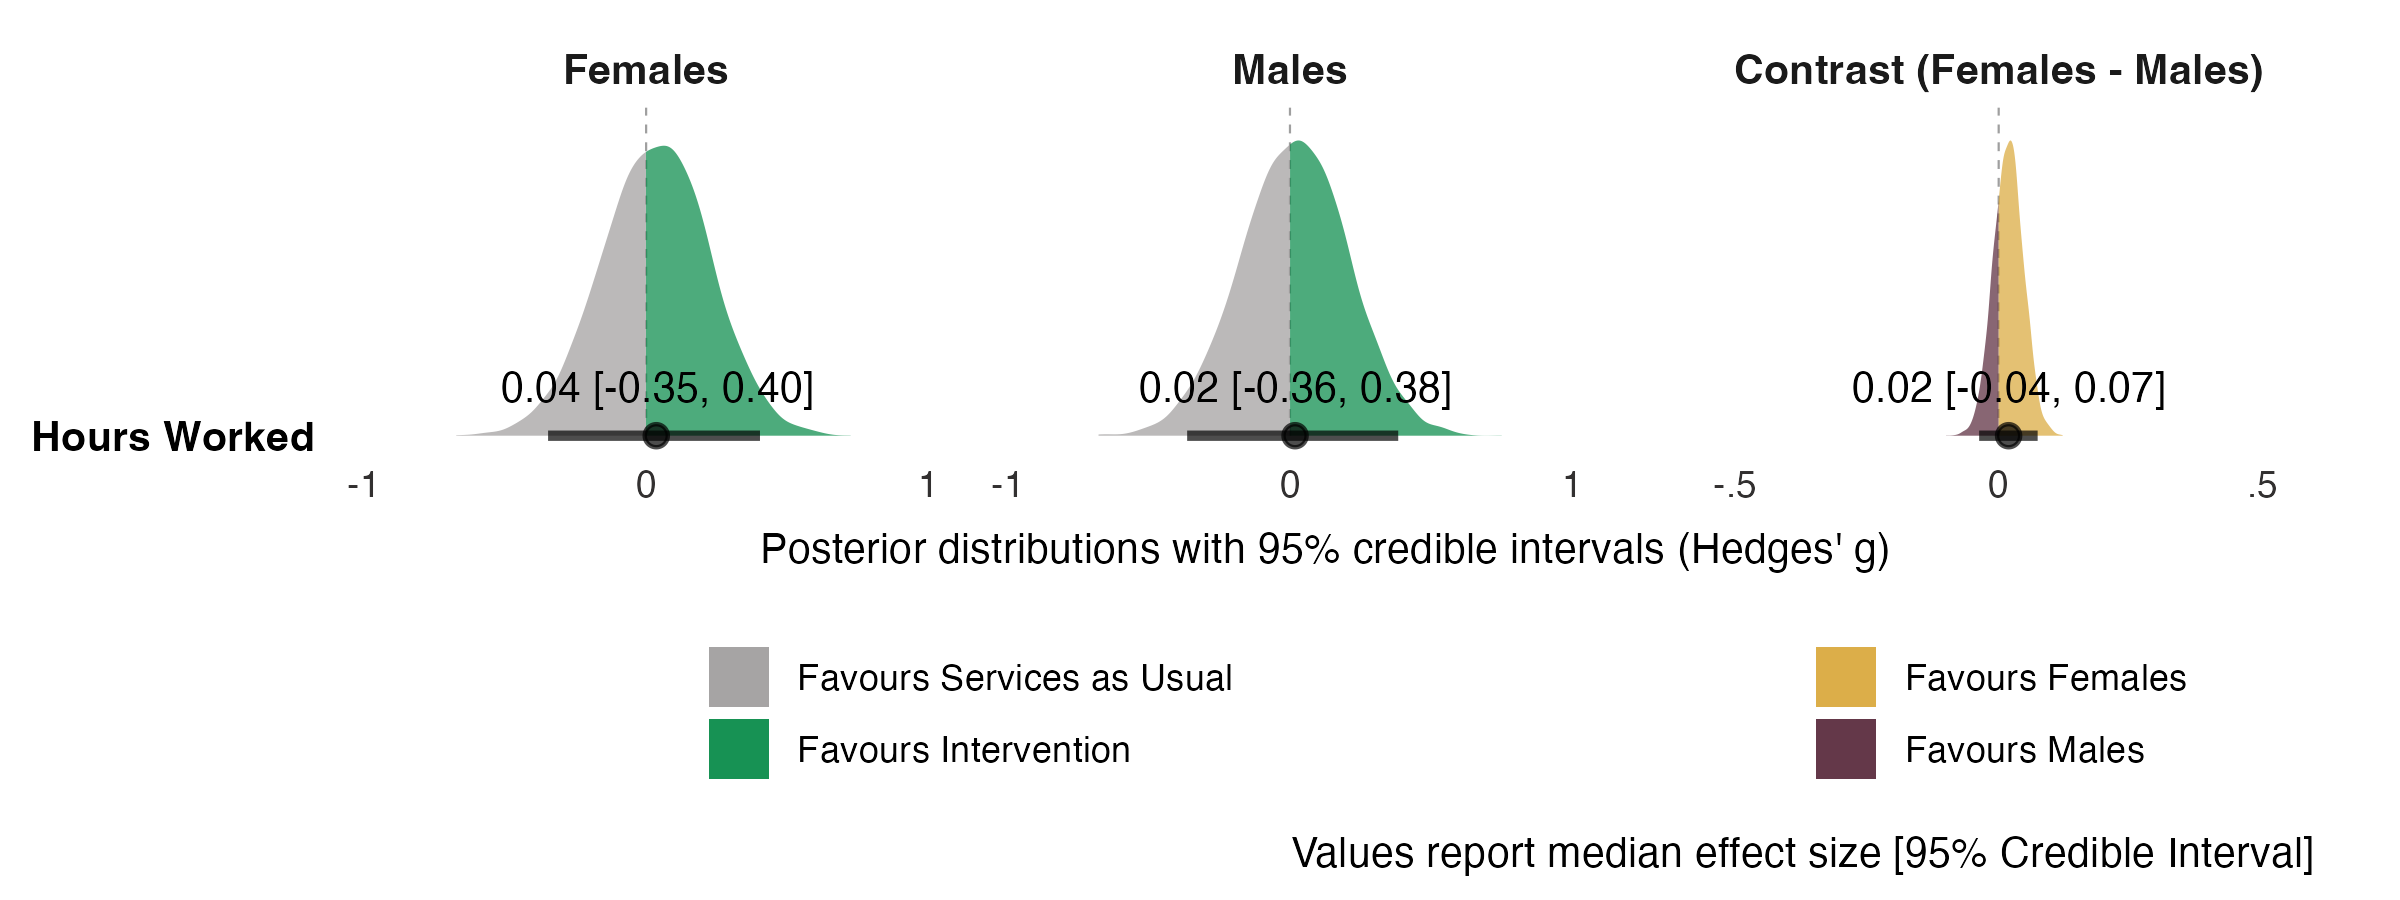 Females
Males
Contrast (Females - Males)
0.04 [-0.35, 0.40]
0.02 [-0.36, 0.38]
0.02 [-0.04, 0.07]
Hours Worked
-1 0 1
-1 0 1
-.5 0 .5
Posterior distributions with 95% credible intervals (Hedges' g)
Favours Services as Usual
Favours Intervention
Favours Females
Favours Males
Values report median effect size [95% Credible Interval]